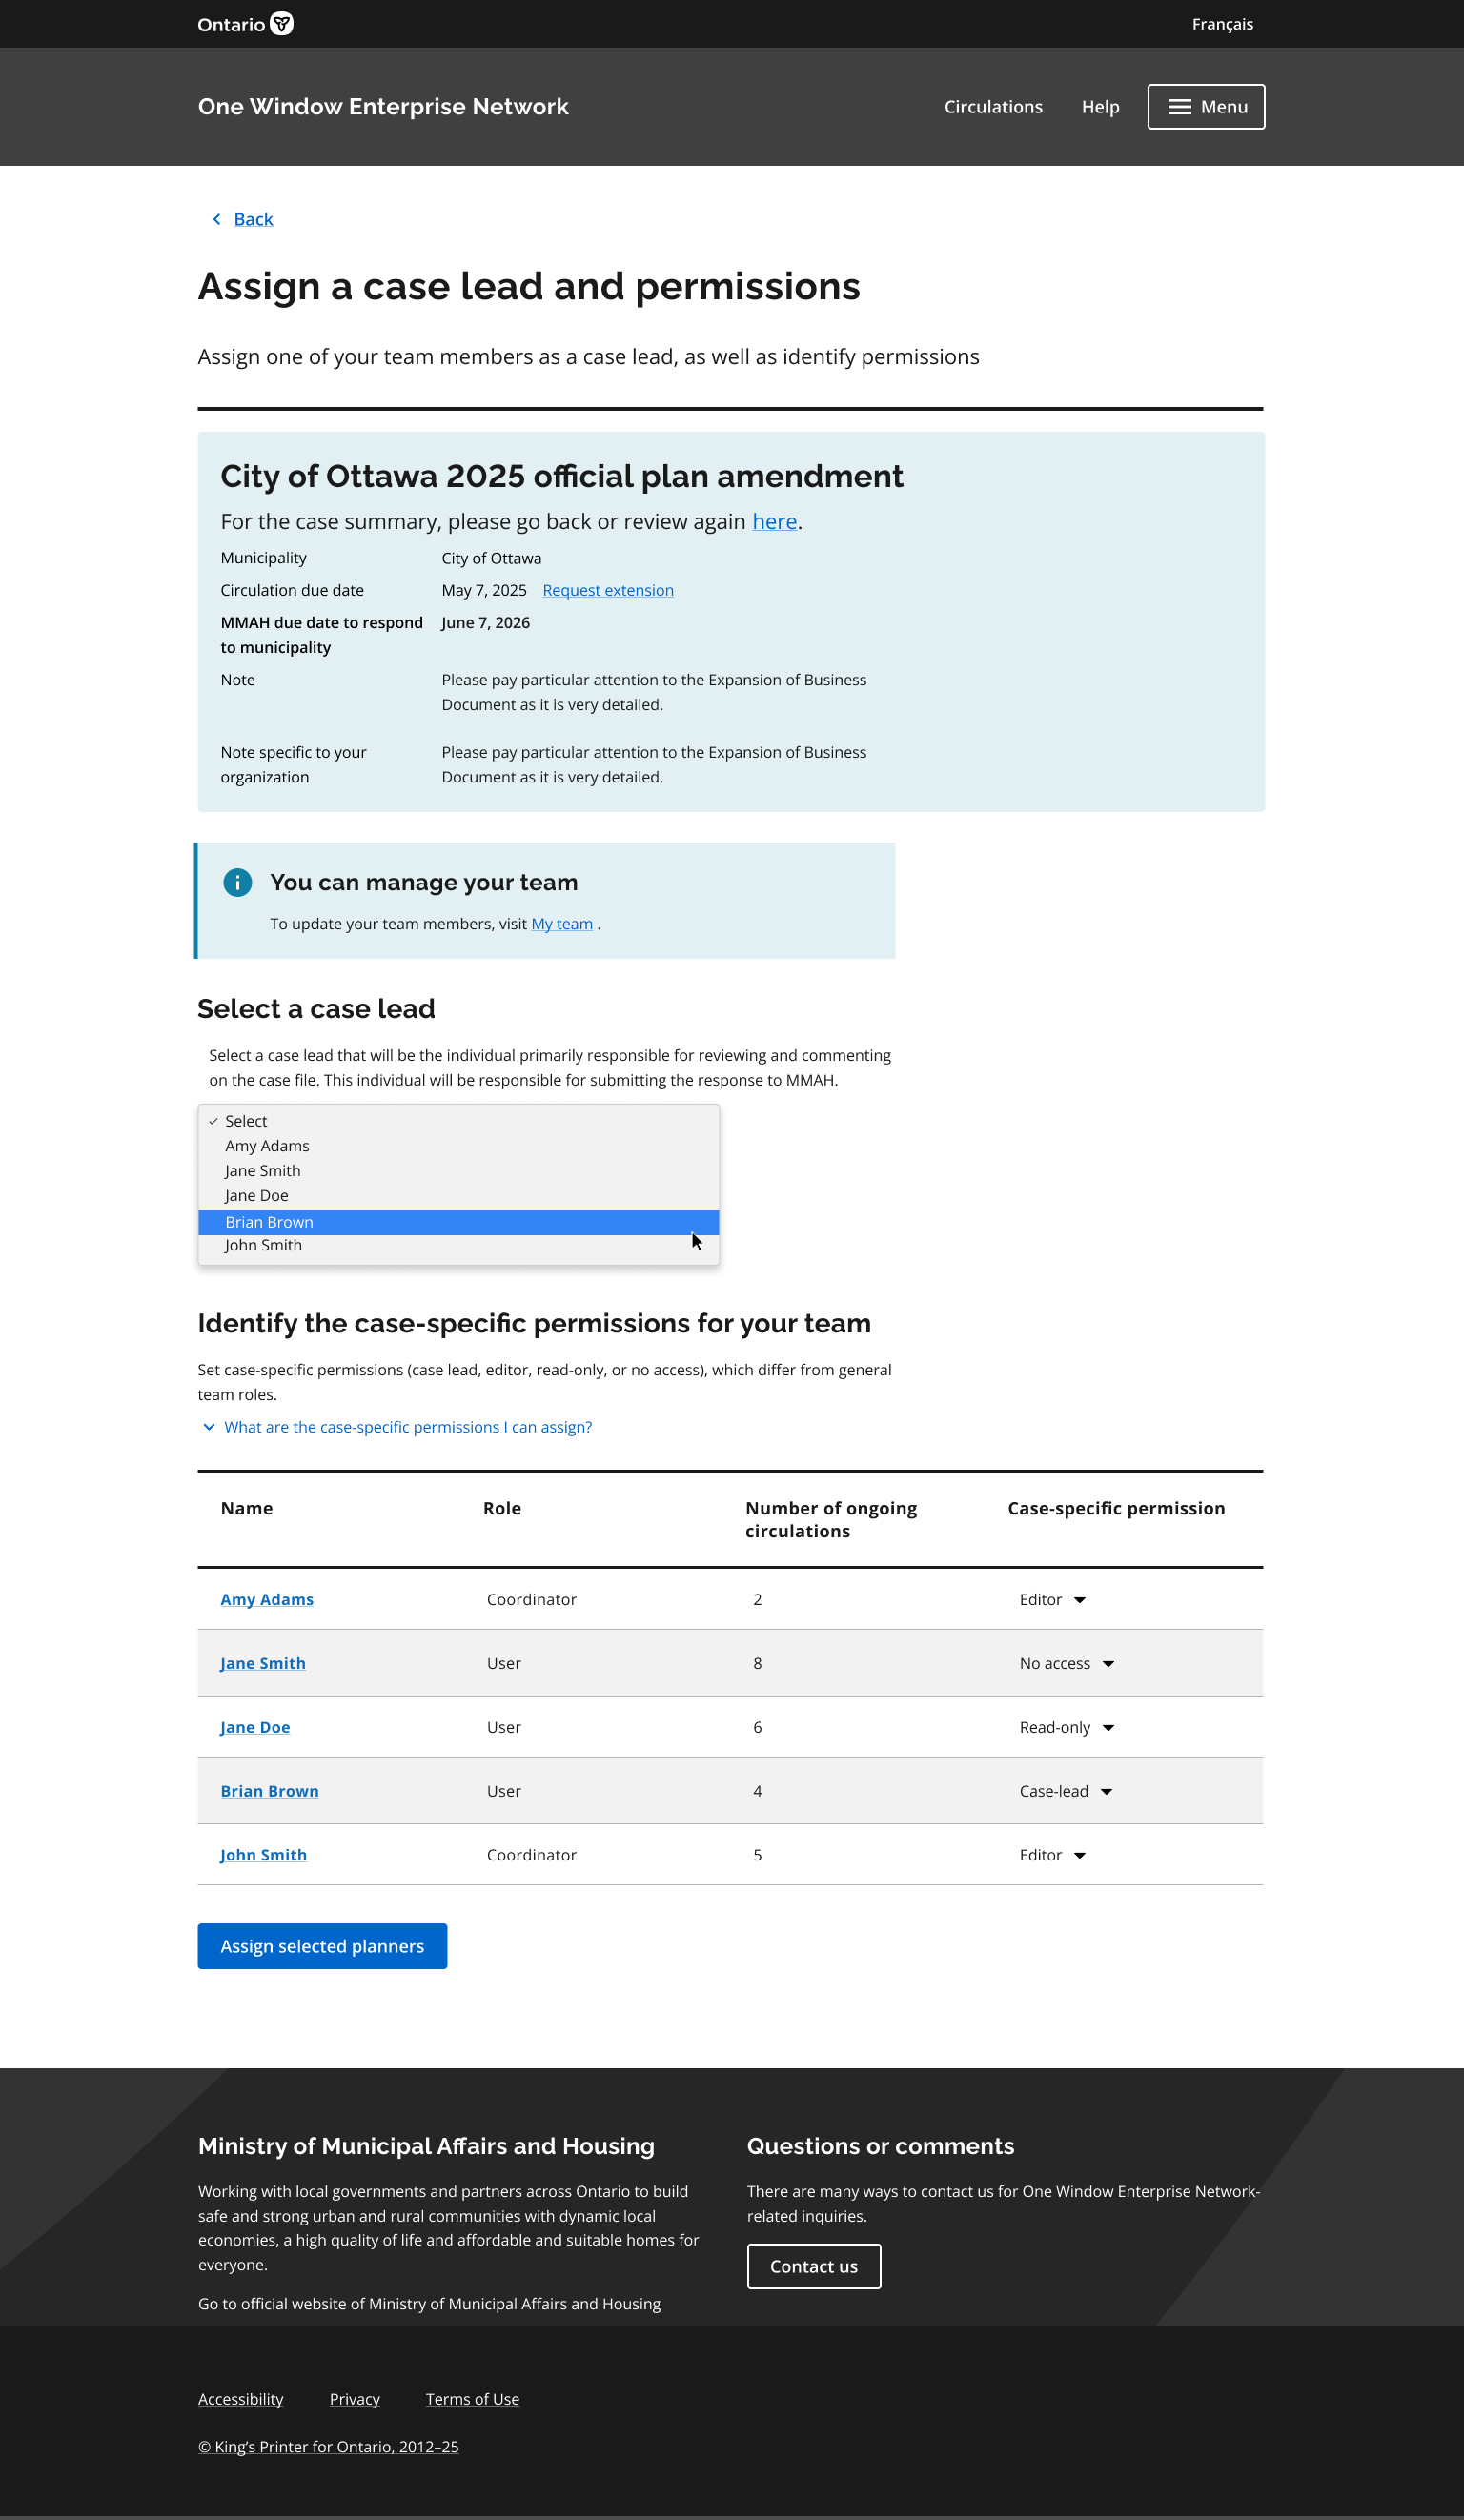 Ontario
Français
One Window Enterprise Network
Circulations
Help
Menu
Back
Assign a case lead and permissions
Assign one of your team members as a case lead, as well as identify permissions
City of Ottawa 2025 official plan amendment
For the case summary, please go back or review again here.
Municipality City of Ottawa
Circulation due date May 7, 2025 Request extension
MMAH due date to respond June 7, 2026
to municipality
Note Please pay particular attention to the Expansion of Business
Document as it is very detailed.
Note specific to your Please pay particular attention to the Expansion of Business
organization Document as it is very detailed.
You can manage your team
To update your team members, visit My team .
Select a case lead
Select a case lead that will be the individual primarily responsible for reviewing and commenting
on the case file. This individual will be responsible for submitting the response to MMAH.
Select
Amy Adams
Jane Smith
Jane Doe
Brian Brown
John Smith
Identify the case-specific permissions for your team
Set case-specific permissions (case lead, editor, read-only, or no access), which differ from general
team roles.
What are the case-specific permissions I can assign?
Name Role Number of ongoing Case-specific permission
circulations
Amy Adams Coordinator 2 Editor
Jane Smith User 8 No access
Jane Doe User 6 Read-only
Brian Brown User 4 Case-lead
John Smith Coordinator 5 Editor
Assign selected planners
Ministry of Municipal Affairs and Housing
Working with local governments and partners across Ontario to build
safe and strong urban and rural communities with dynamic local
economies, a high quality of life and affordable and suitable homes for
everyone.
Go to official website of Ministry of Municipal Affairs and Housing
Questions or comments
There are many ways to contact us for One Window Enterprise Network-
related inquiries.
Contact us
Accessibility Privacy Terms of Use
© King’s Printer for Ontario, 2012–25